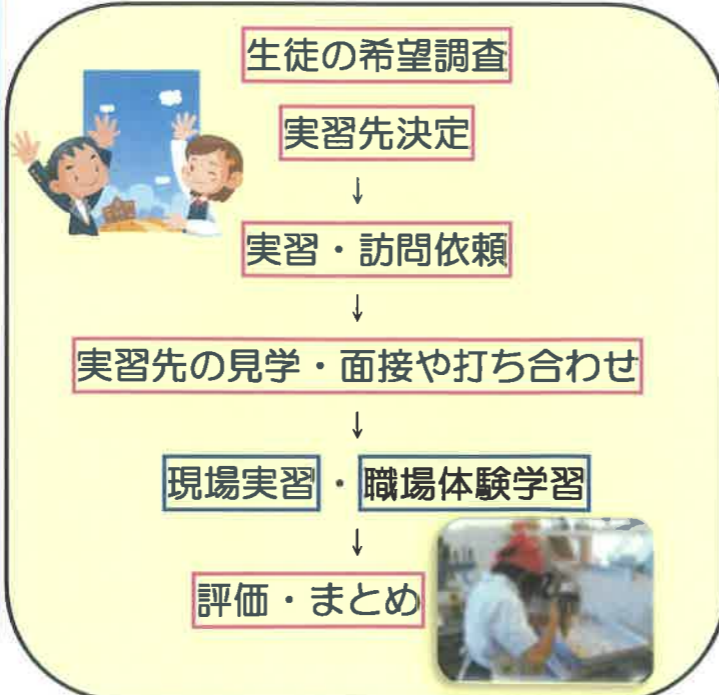 生徒の希望調査
実習先決定
↓
実習・訪問依頼
↓
実習先の見学・面接や打ち合わせ
↓
現場実習・職場体験学習
↓
評価・まとめ